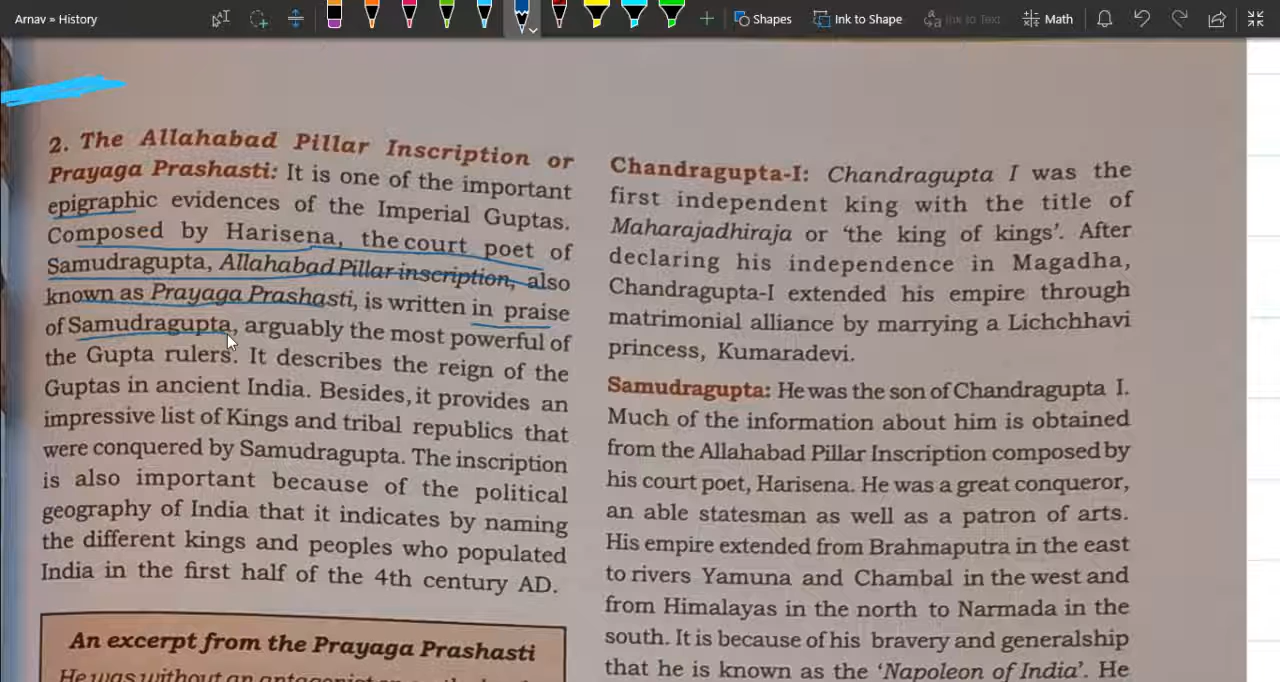 Arnav » History
Shapes
Ink to Shape
Ink to Text
Math
2. The Allahabad Pillar Inscription or
Prayaga Prashasti: It is one of the important
epigraphic evidences of the Imperial Guptas.
Composed by Harisena, the court poet of
Samudragupta, Allahabad Pillar inscription, also
known as Prayaga Prashasti, is written in praise
of Samudragupta, arguably the most powerful of
the Gupta rulers. It describes the reign of the
Guptas in ancient India. Besides, it provides an
impressive list of Kings and tribal republics that
were conquered by Samudragupta. The inscription
is also important because of the political
geography of India that it indicates by naming
the different kings and peoples who populated
India in the first half of the 4th century AD.
An excerpt from the Prayaga Prashasti
He was without an antagonist on
Chandragupta-I: Chandragupta I was the
first independent king with the title of
Maharajadhiraja or 'the king of kings'. After
declaring his independence in Magadha,
Chandragupta-I extended his empire through
matrimonial alliance by marrying a Lichchhavi
princess, Kumaradevi.
Samudragupta: He was the son of Chandragupta I.
Much of the information about him is obtained
from the Allahabad Pillar Inscription composed by
his court poet, Harisena. He was a great conqueror,
an able statesman as well as a patron of arts.
His empire extended from Brahmaputra in the east
to rivers Yamuna and Chambal in the west and
from Himalayas in the north to Narmada in the
south. It is because of his bravery and generalship
that he is known as the 'Napoleon of India'. He